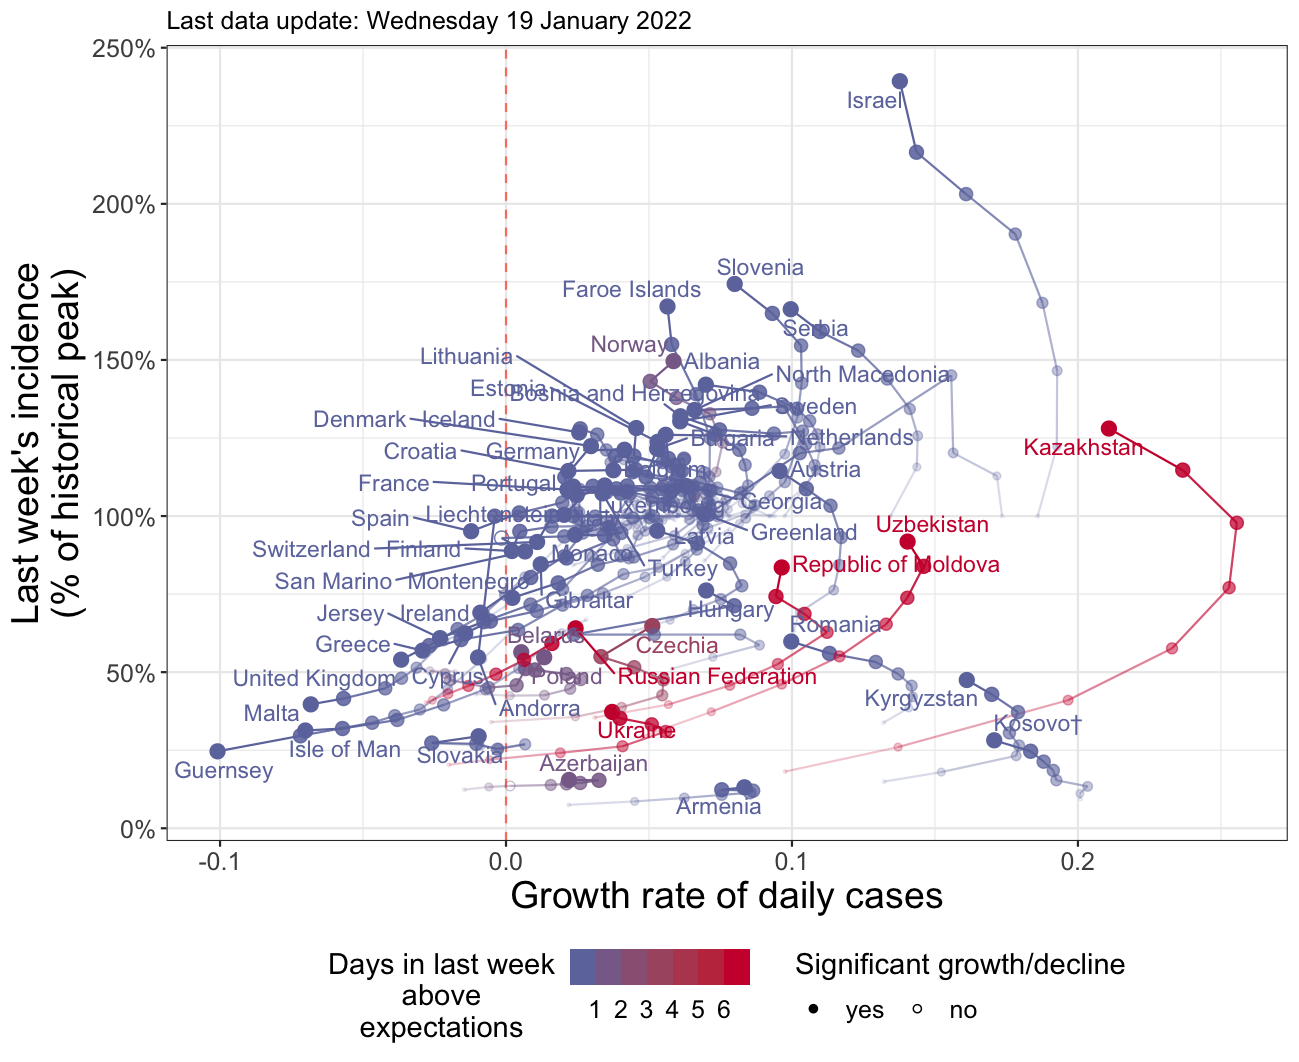 Last data update: Wednesday 19 January 2022
250%
200%
150%
100%
50%
0%
Last week's incidence
(% of historical peak)
Israel
Slovenia
Faroe Islands
Serbia
Norway
Lithuania
Albania
North Macedonia
Estonia
Bosnia and Herzegovina
Sweden
Denmark
Iceland
Bulgaria
Netherlands
Kazakhstan
Croatia
Germany
Belgium
Austria
France
Portugal
Luxembourg
Georgia
Spain
Liechtenstein
Italy
Uzbekistan
Latvia
Greenland
Switzerland
Finland
Monaco
Republic of Moldova
San Marino
Montenegro
Turkey
Gibraltar
Hungary
Jersey
Ireland
Romania
Greece
Belarus
Czechia
United Kingdom
Cyprus
Poland
Russian Federation
Kyrgyzstan
Malta
Andorra
Kosovo†
Isle of Man
Ukraine
Slovakia
Guernsey
Azerbaijan
Armenia
-0.1
0.0
0.1
0.2
Growth rate of daily cases
Days in last week
above
expectations
1 2 3 4 5 6
Significant growth/decline
yes
no